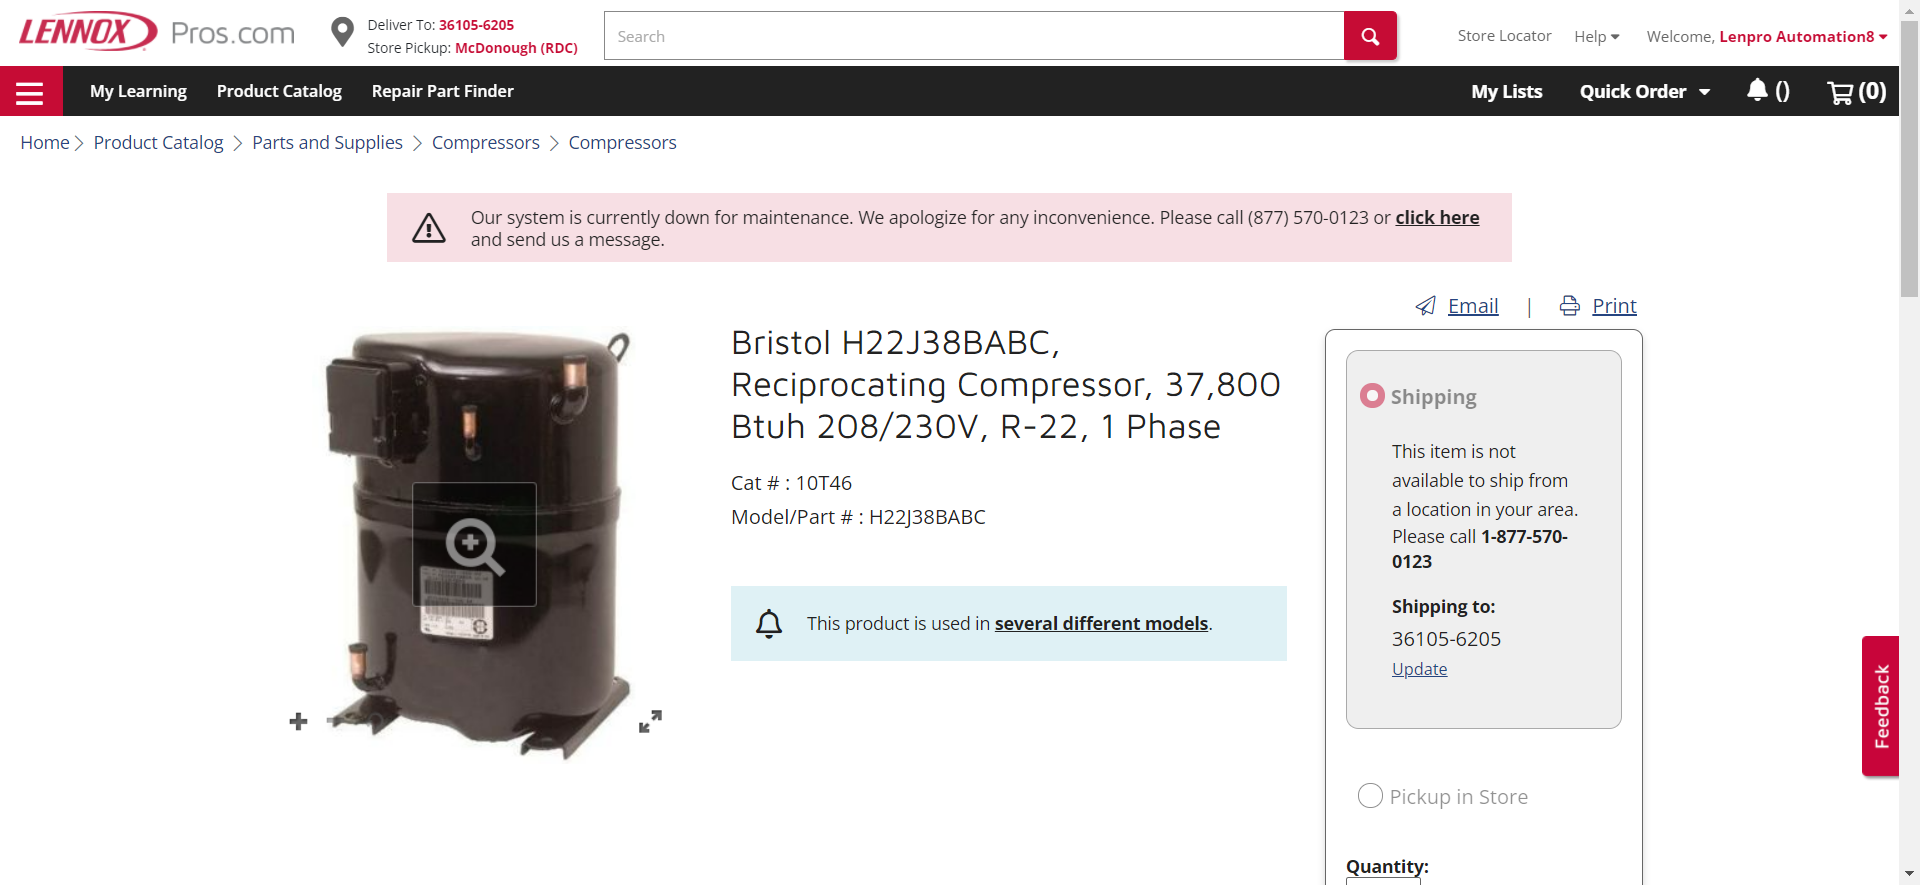 LENNOX Pros.com
Deliver To: 36105-6205
Store Pickup: McDonough (RDC)
Search
Store Locator
Help
Welcome, Lenpro Automation8
My Learning
Product Catalog
Repair Part Finder
My Lists
Quick Order
()
(0)
Home > Product Catalog > Parts and Supplies > Compressors > Compressors
Our system is currently down for maintenance. We apologize for any inconvenience. Please call (877) 570-0123 or click here
and send us a message.
Email | Print
Bristol H22J38BABC,
Reciprocating Compressor, 37,800
Btuh 208/230V, R-22, 1 Phase
Cat # : 10T46
Model/Part # : H22J38BABC
This product is used in several different models.
Shipping
This item is not
available to ship from
a location in your area.
Please call 1-877-570-
0123
Shipping to:
36105-6205
Update
Pickup in Store
Quantity:
Feedback